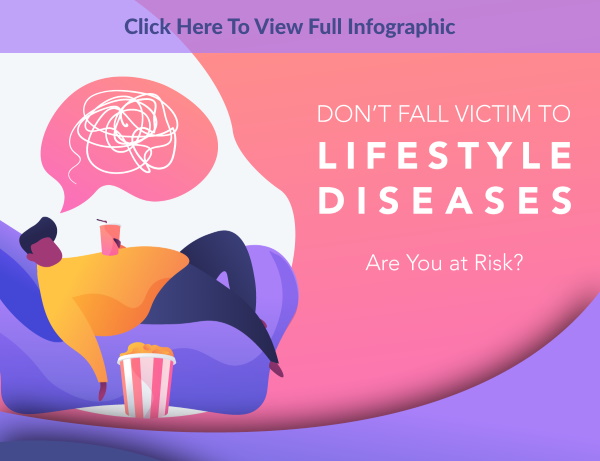 Click Here To View Full Infographic
DON'T FALL VICTIM TO
LIFESTYLE
DISEASES
Are You at Risk?